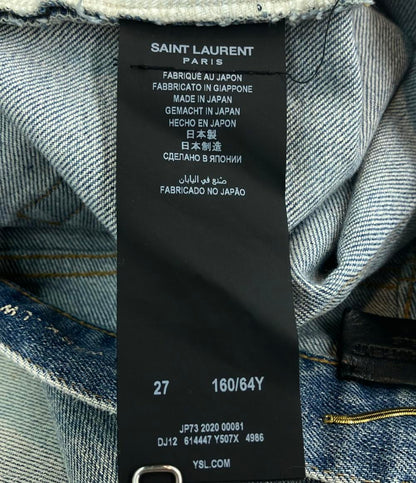 SAINT LAURENT
PARIS
FABRIQUÉ AU JAPON
FABBRICATO IN GIAPPONE
MADE IN JAPAN
GEMACHT IN JAPAN
HECHO EN JAPON
日本製
日本制造
СДЕЛАНО В ЯПОНИИ
صنع في اليابان
FABRICADO NO JAPÃO
27 160/64Y
JP73 2020 00081
DJ12 614447 Y507X 4986
YSL.COM